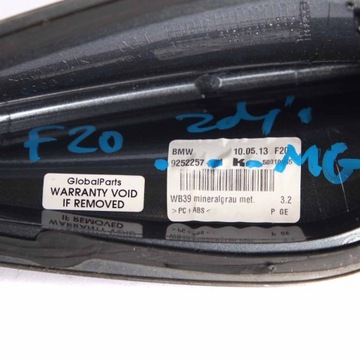 F20
- - - MG
BMW 10.05.13 F20
9252257 K
WB39 mineralgrau met. 3.2
>PC+ABS< P GE
GlobalParts
WARRANTY VOID
IF REMOVED